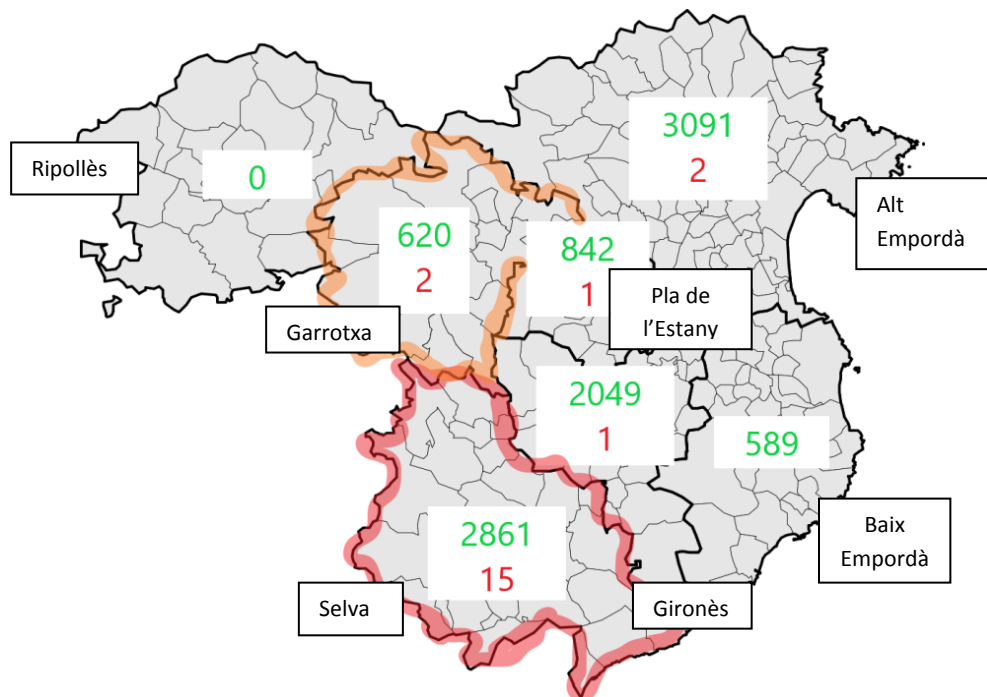 3091
2
Ripollès
0
Alt
Empordà
620
2
842
1
Pla de
l'Estany
Garrotxa
2049
1
589
2861
15
Baix
Empordà
Selva
Gironès